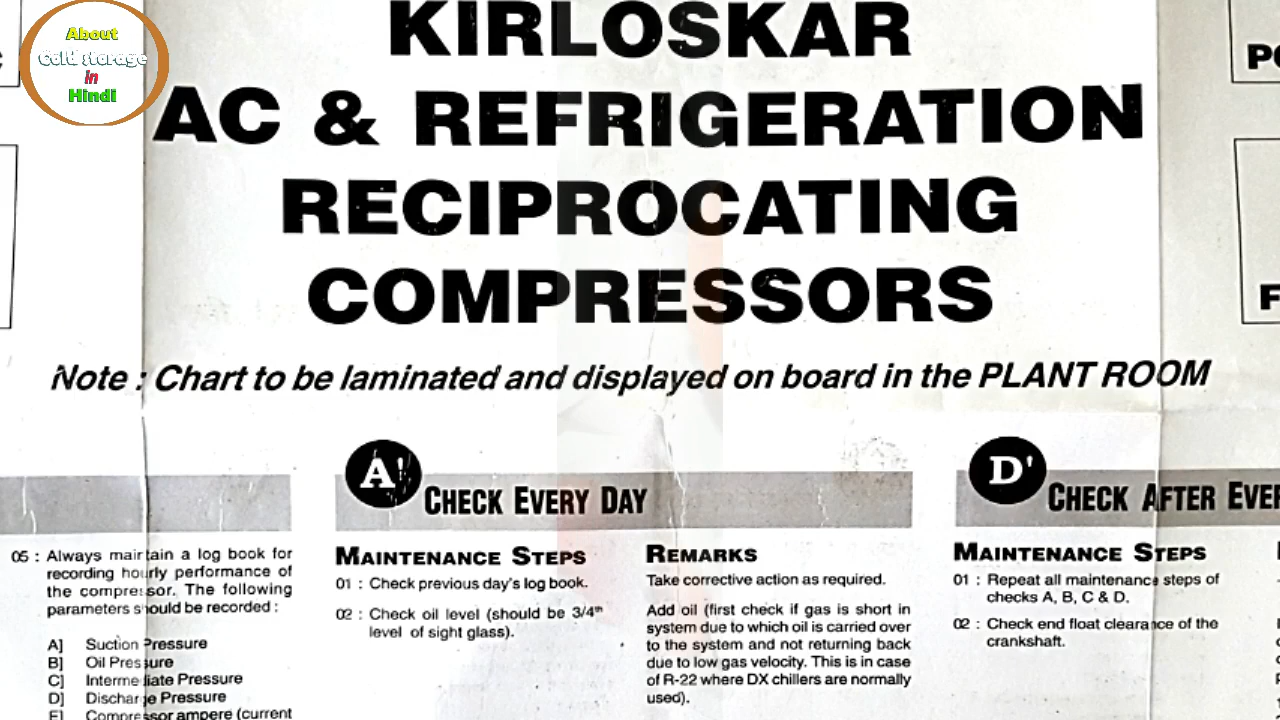 About
Cold storage
in
Hindi
KIRLOSKAR
AC & REFRIGERATION
RECIPROCATING
COMPRESSORS
Note : Chart to be laminated and displayed on board in the PLANT ROOM
05 : Always maintain a log book for
recording hourly performance of
the compressor. The following
parameters should be recorded :
A] Suction Pressure
B] Oil Pressure
C] Intermediate Pressure
D] Discharge Pressure
E] Compressor ampere (current
A' CHECK EVERY DAY
MAINTENANCE STEPS
01 : Check previous day's log book.
02 : Check oil level (should be 3/4th
level of sight glass).
REMARKS
Take corrective action as required.
Add oil (first check if gas is short in
system due to which oil is carried over
to the system and not returning back
due to low gas velocity. This is in case
of R-22 where DX chillers are normally
used).
D' CHECK AFTER EVER
MAINTENANCE STEPS
01 : Repeat all maintenance steps of
checks A, B, C & D.
02 : Check end float clearance of the
crankshaft.